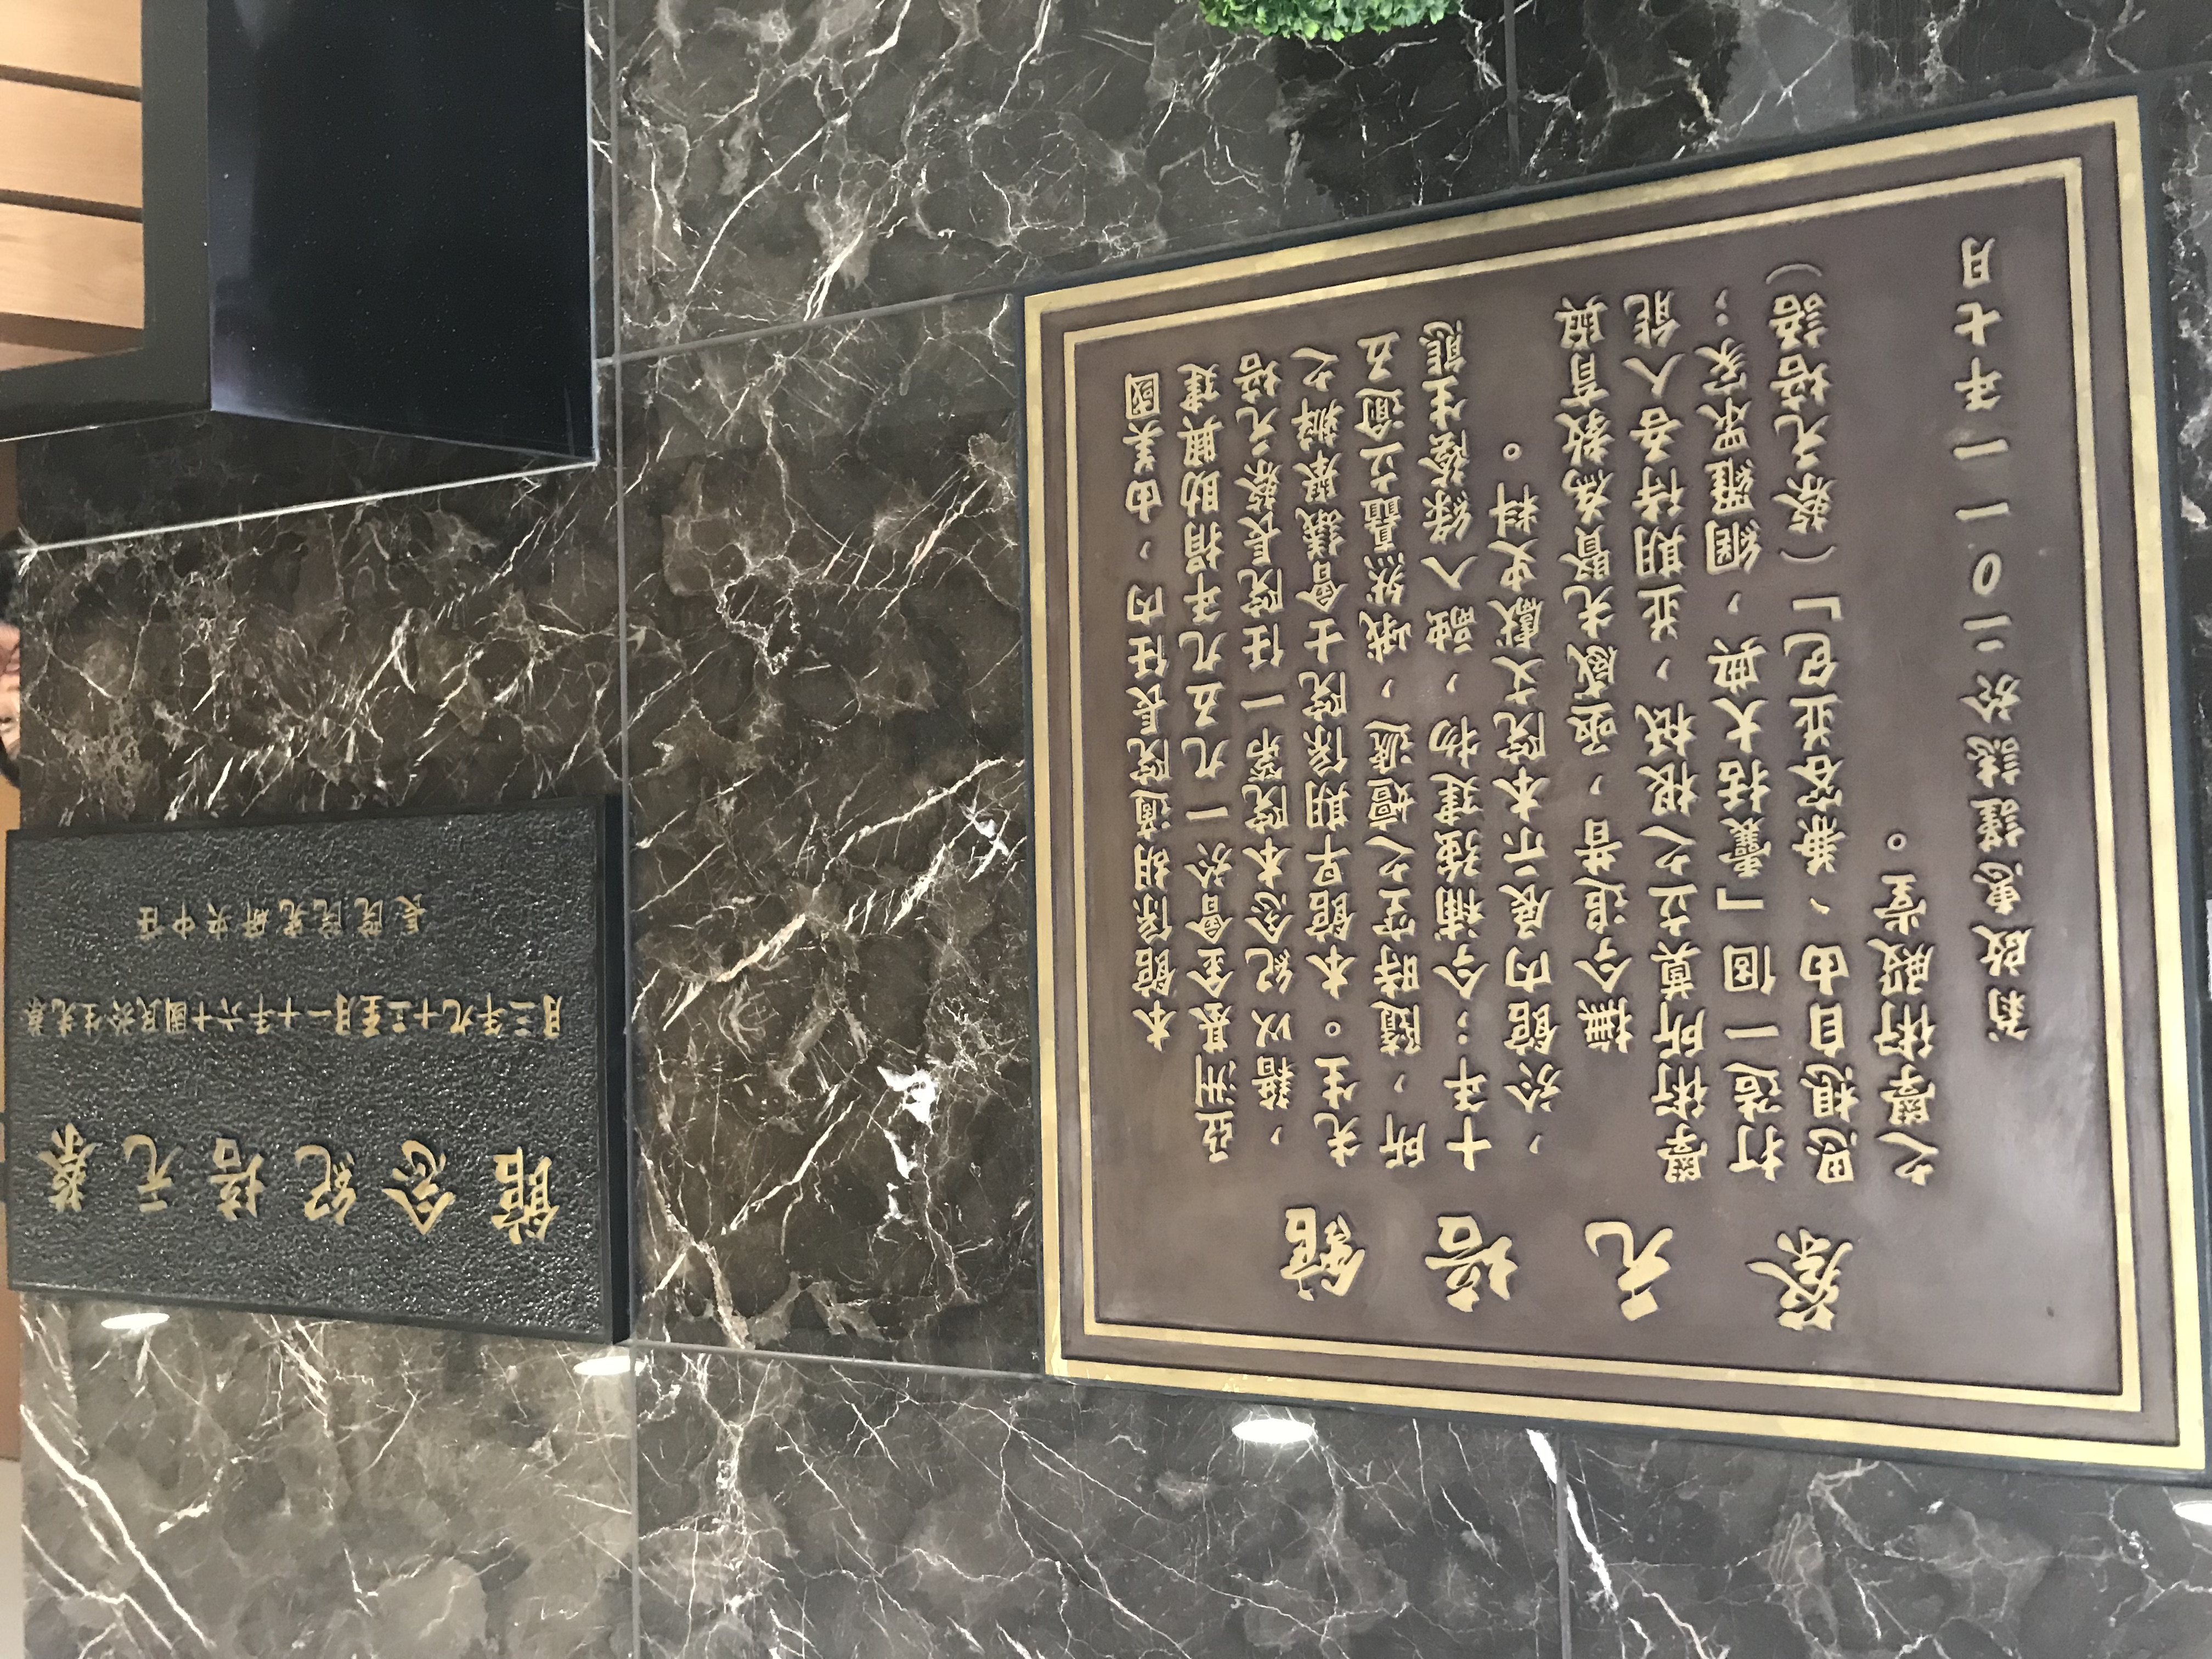 蔡元培館
本館係胡適院長任內，由美國
亞洲基金會於一九五九年捐助興建
，藉以紀念本院第一任院長蔡元培
先生。本館早期係院士會議舉辦之
所，隨時空之嬗遞，峨然矗立逾五
十年；今補強建物，融入綠蔭生態
，於館內展示本院文獻史料。
撫今追昔，亟感先賢為教育與
學術所奠立之根柢，並期待吾人能
打造一個「囊括大典，網羅眾家；
思想自由、兼容並包」（蔡元培語）
之學術殿堂。
翁啟惠謹誌於二0一一年七月
蔡元培紀念館
蔡先生於民國十六年十一月至二十九年三月
任中央研究院院長